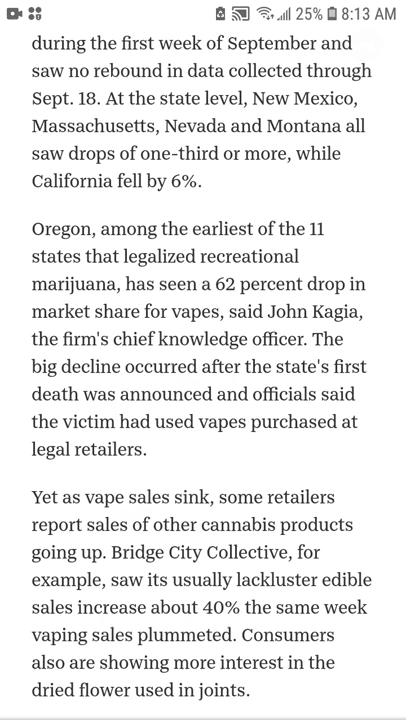 25% 8:13 AM
during the first week of September and
saw no rebound in data collected through
Sept. 18. At the state level, New Mexico,
Massachusetts, Nevada and Montana all
saw drops of one-third or more, while
California fell by 6%.
Oregon, among the earliest of the 11
states that legalized recreational
marijuana, has seen a 62 percent drop in
market share for vapes, said John Kagia,
the firm's chief knowledge officer. The
big decline occurred after the state's first
death was announced and officials said
the victim had used vapes purchased at
legal retailers.
Yet as vape sales sink, some retailers
report sales of other cannabis products
going up. Bridge City Collective, for
example, saw its usually lackluster edible
sales increase about 40% the same week
vaping sales plummeted. Consumers
also are showing more interest in the
dried flower used in joints.